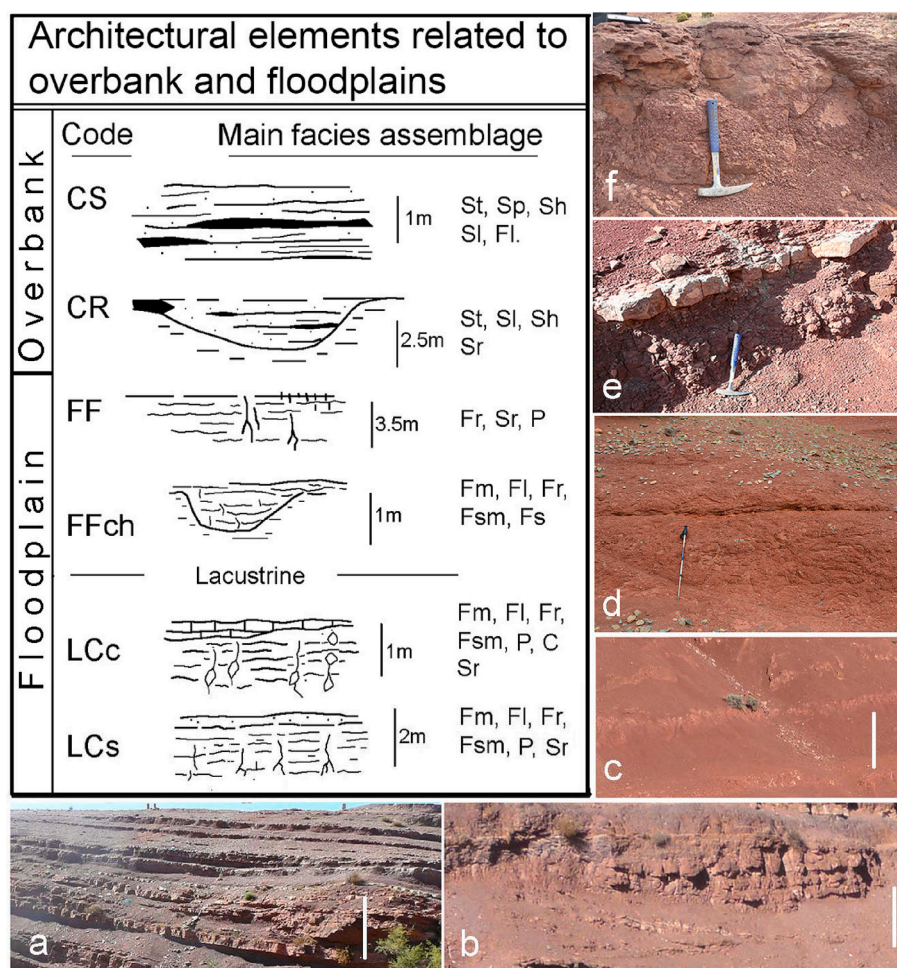 Architectural elements related to
overbank and floodplains
Overbank
Code Main facies assemblage
CS 1m St, Sp, Sh
Sl, Fl.
CR 2.5m St, Sl, Sh
Sr
Floodplain
FF 3.5m Fr, Sr, P
FFch 1m Fm, Fl, Fr,
Fsm, Fs
Lacustrine
LCc 1m Fm, Fl, Fr,
Fsm, P, C
Sr
LCs 2m Fm, Fl, Fr,
Fsm, P, Sr
f
e
d
c
a
b